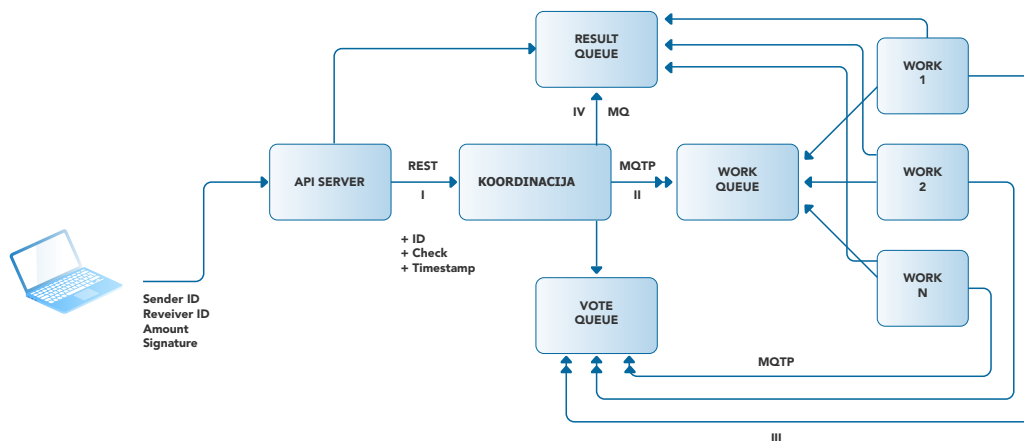 RESULT
QUEUE
WORK
1
IV
MQ
API SERVER
REST
I
KOORDINACIJA
MQTP
II
WORK
QUEUE
WORK
2
+ ID
+ Check
+ Timestamp
WORK
N
Sender ID
Reveiver ID
Amount
Signature
VOTE
QUEUE
MQTP
III